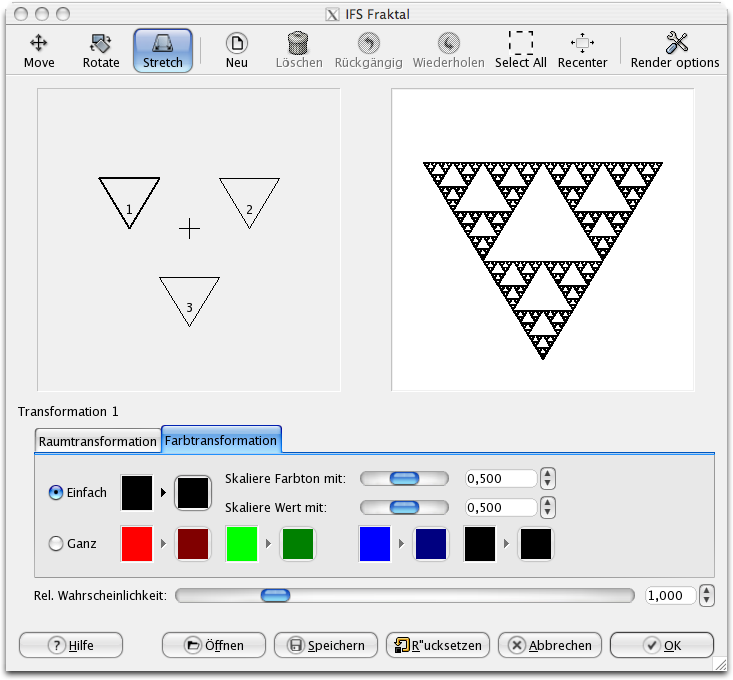 IFS Fraktal
Move Rotate Stretch Neu Löschen Rückgängig Wiederholen Select All Recenter Render options
1 2
3
Transformation 1
Raumtransformation Farbtransformation
Einfach Skaliere Farbton mit: 0,500
Skaliere Wert mit: 0,500
Ganz
Rel. Wahrscheinlichkeit: 1,000
Hilfe Öffnen Speichern R"ucksetzen Abbrechen OK